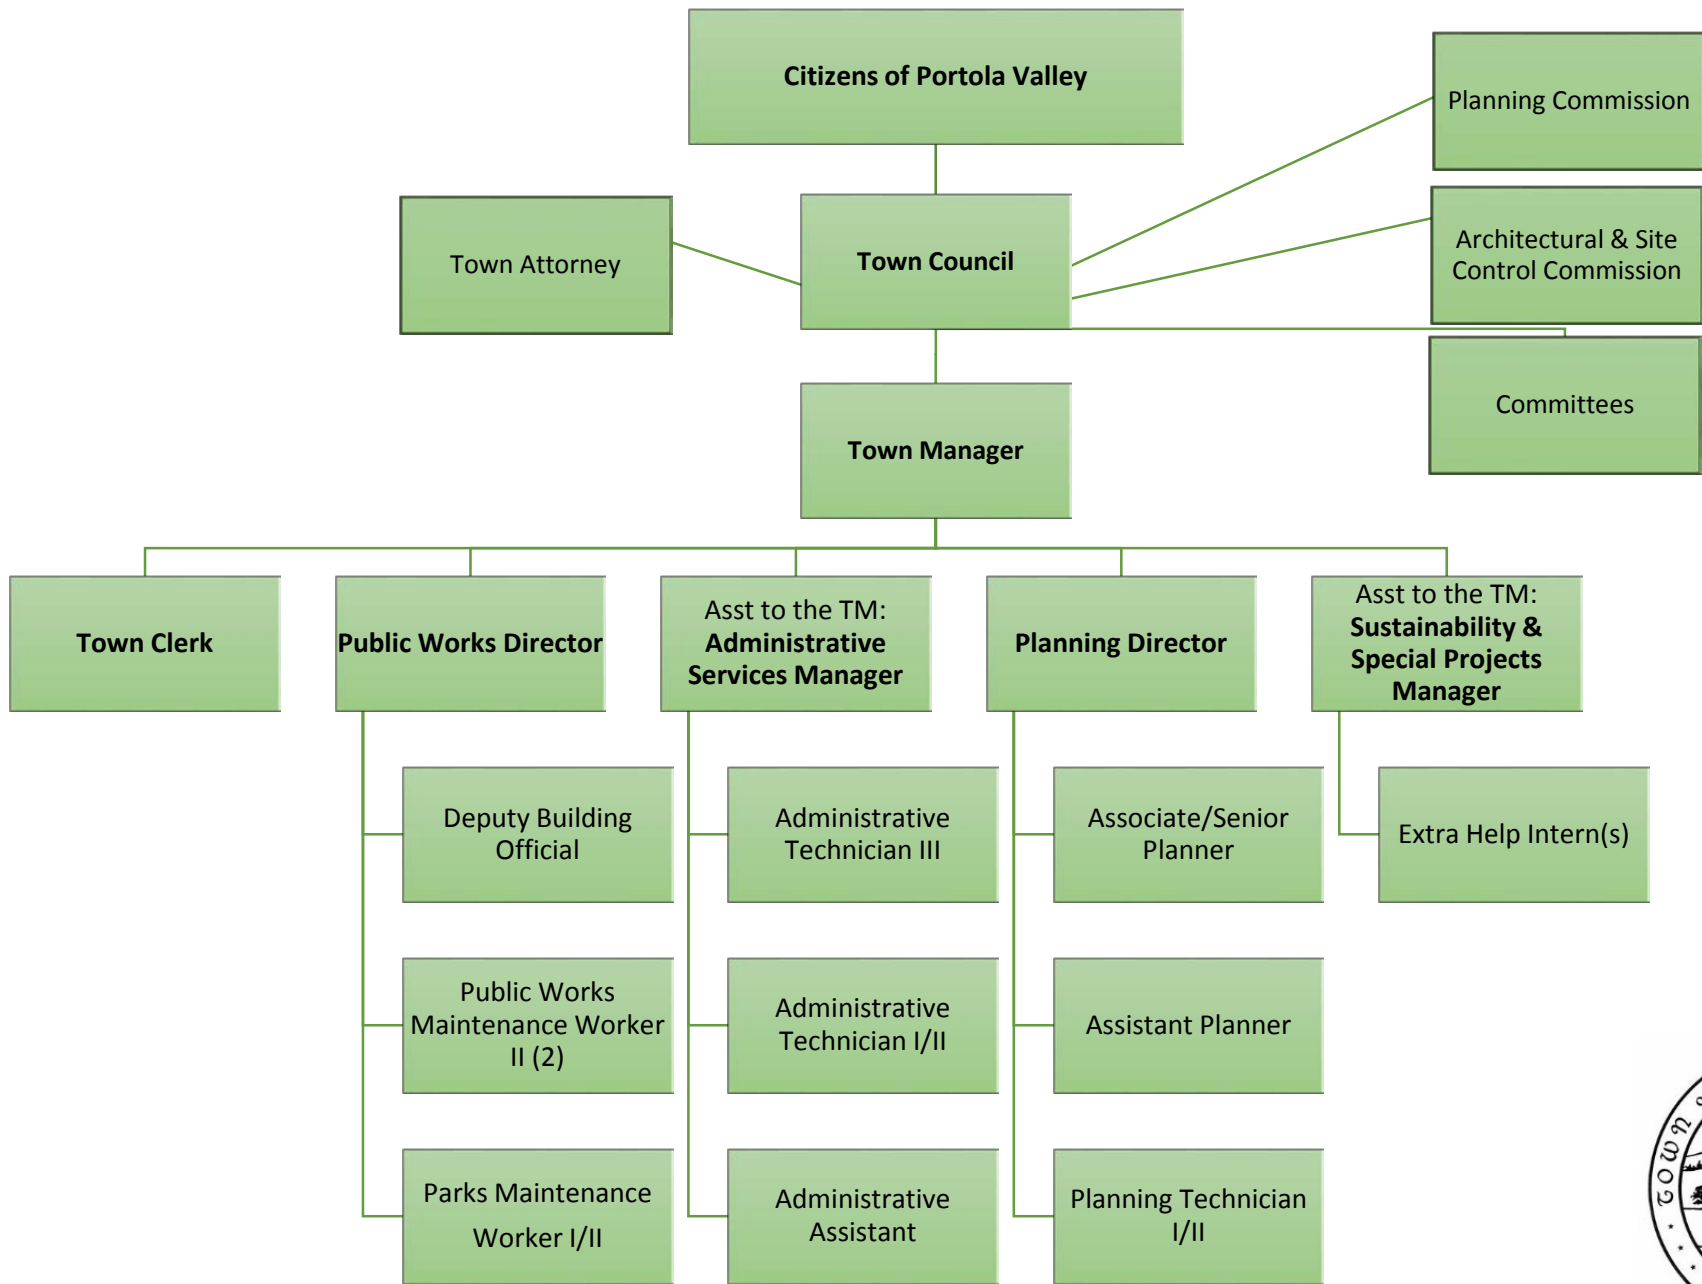 Citizens of Portola Valley
Planning Commission
Town Attorney
Town Council
Architectural & Site
Control Commission
Committees
Town Manager
Town Clerk
Public Works Director
Asst to the TM:
Administrative
Services Manager
Planning Director
Asst to the TM:
Sustainability &
Special Projects
Manager
Deputy Building
Official
Administrative
Technician III
Associate/Senior
Planner
Extra Help Intern(s)
Public Works
Maintenance Worker
II (2)
Administrative
Technician I/II
Assistant Planner
Parks Maintenance
Worker I/II
Administrative
Assistant
Planning Technician
I/II
TOWN